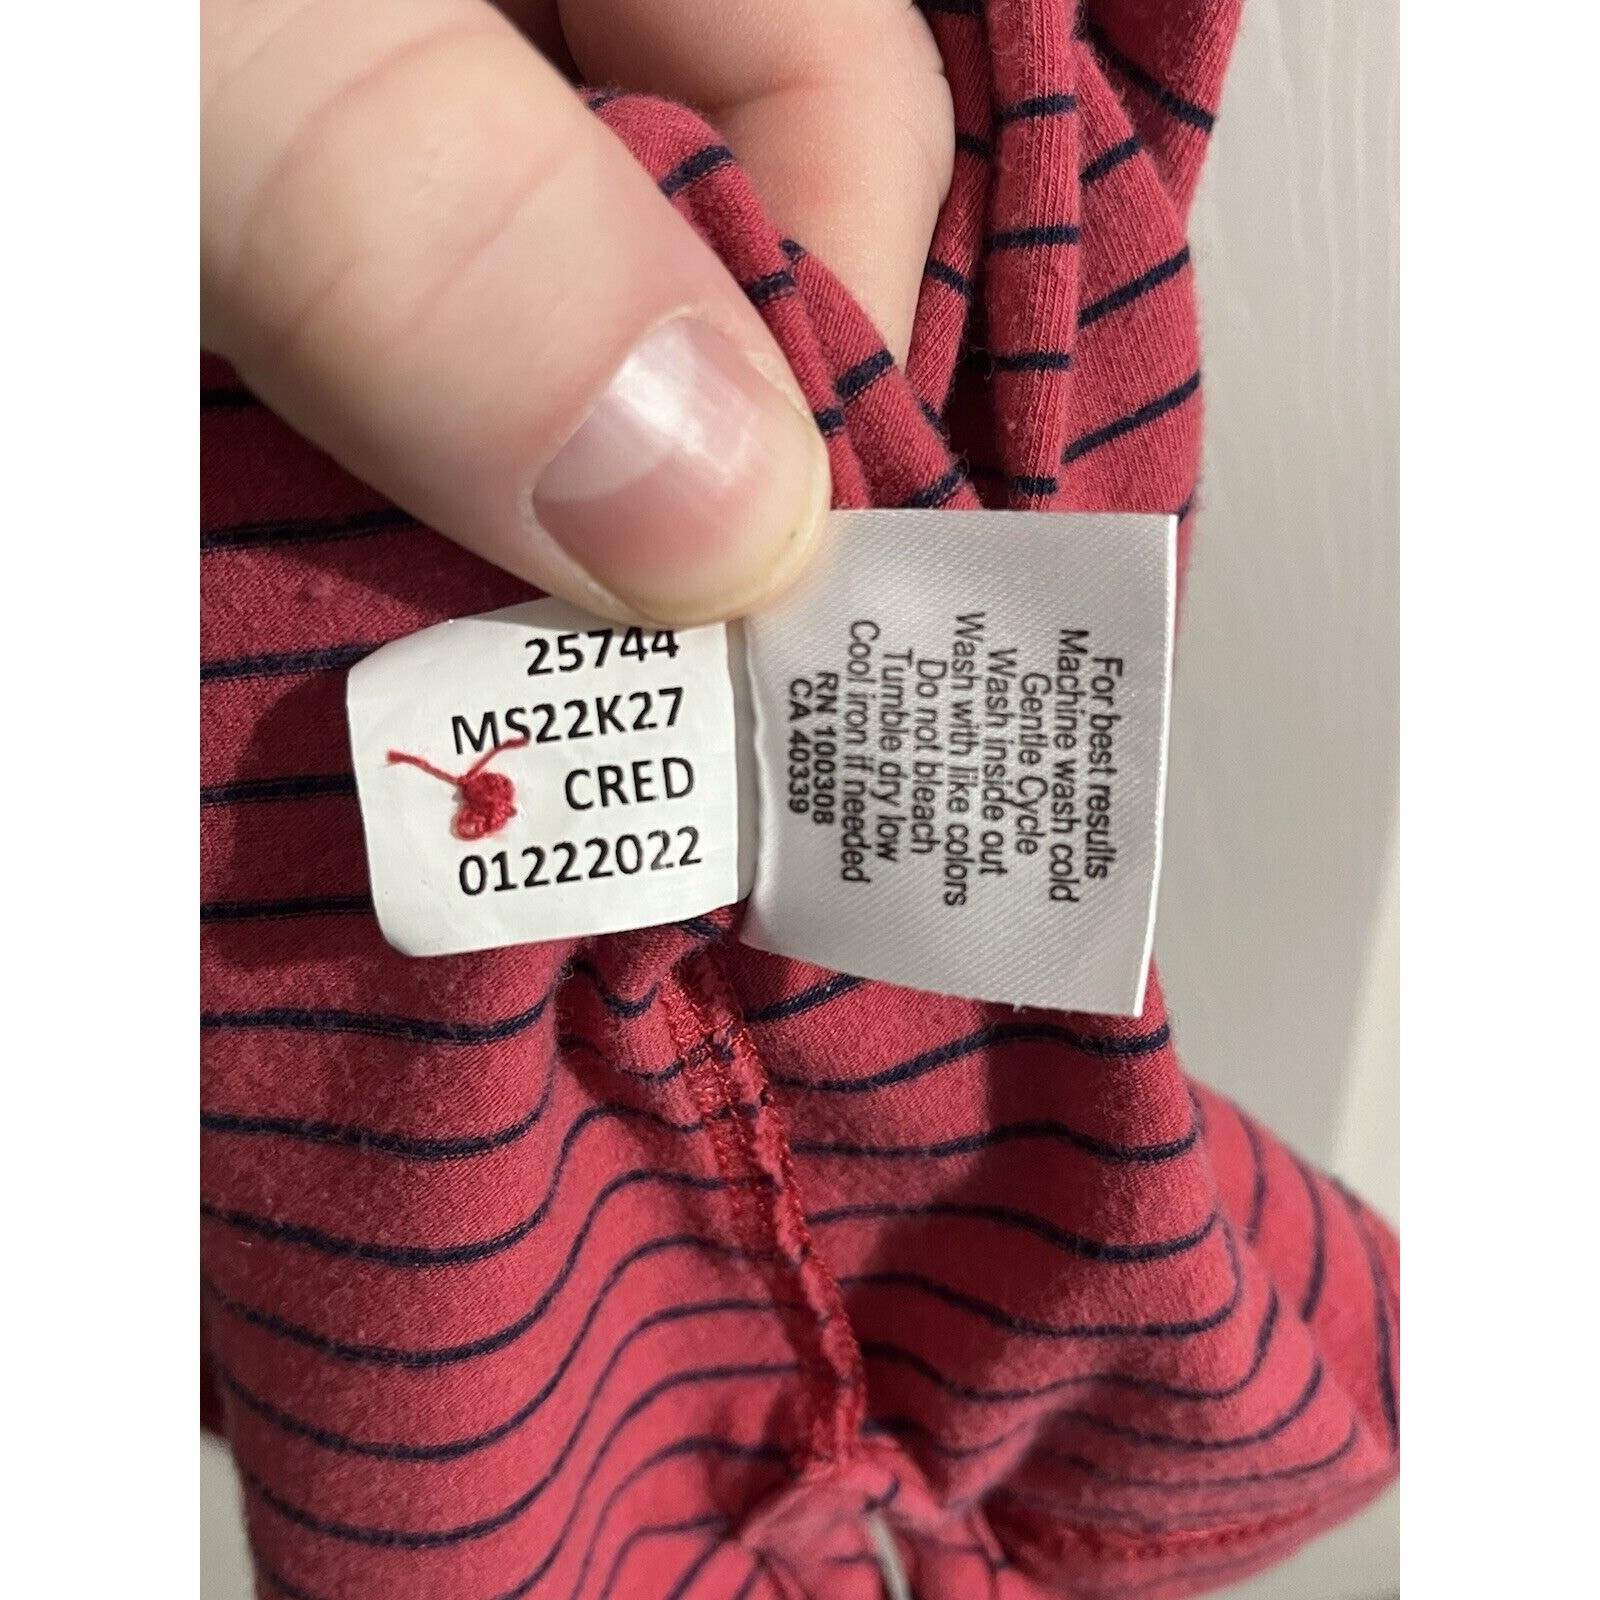 25744
MS22K27
CRED
01222022
For best results
Machine wash cold
Gentle Cycle
Wash inside out
Wash with like colors
Do not bleach
Tumble dry low
Cool iron if needed
RN 100308
CA 40339